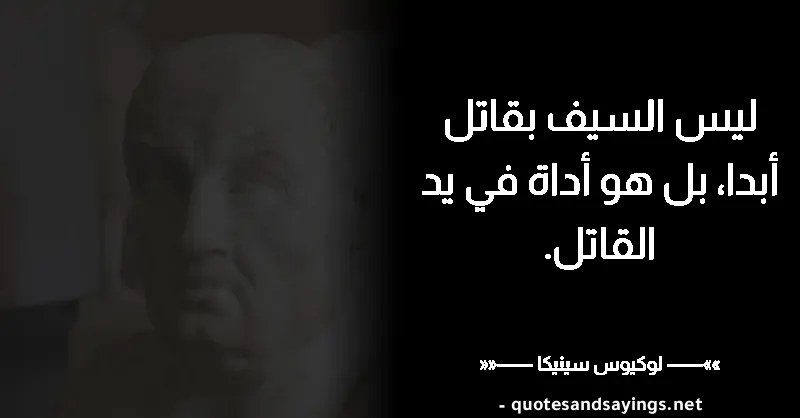 ليس السيف بقاتل
أبدا، بل هو أداة في يد
القاتل.
»»—— لوكيوس سينيكا ——««
- quotesandsayings.net